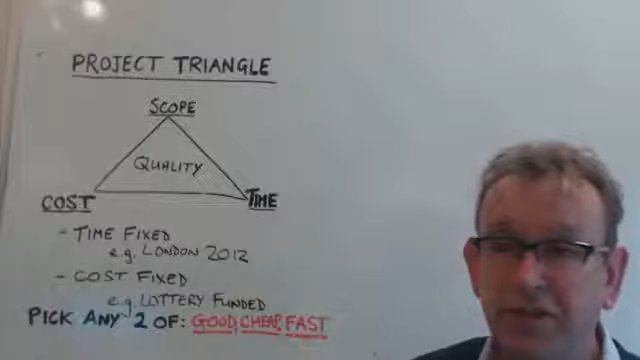 PROJECT TRIANGLE
SCOPE
QUALITY
COST
TIME
- TIME FIXED
e.g. LONDON 2012
- COST FIXED
e.g. LOTTERY FUNDED
PICK ANY 2 OF: GOOD, CHEAP, FAST